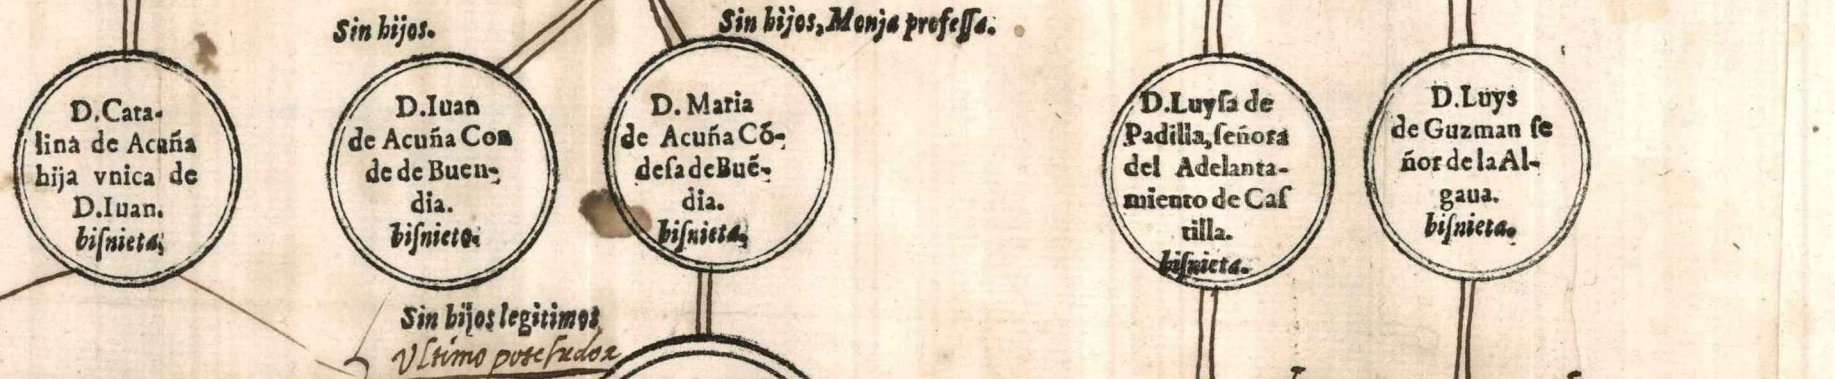 Sin hijos.
Sin hijos, Monja professa.
D. Cata-
lina de Acuña
hija vnica de
D. Iuan.
bisnieta,
D. Iuan
de Acuña Con
de de Buen-
dia.
bisnieto.
D. Maria
de Acuña Cõ-
desa de Buẽ-
dia.
bisnieta,
D. Luysa de
Padilla, señora
del Adelanta-
miento de Cas
tilla.
bisnieta.
D. Luys
de Guzman se
ñor de la Al-
gaua.
bisnieta.
Sin hijos legitimos
Vltimo posehedor